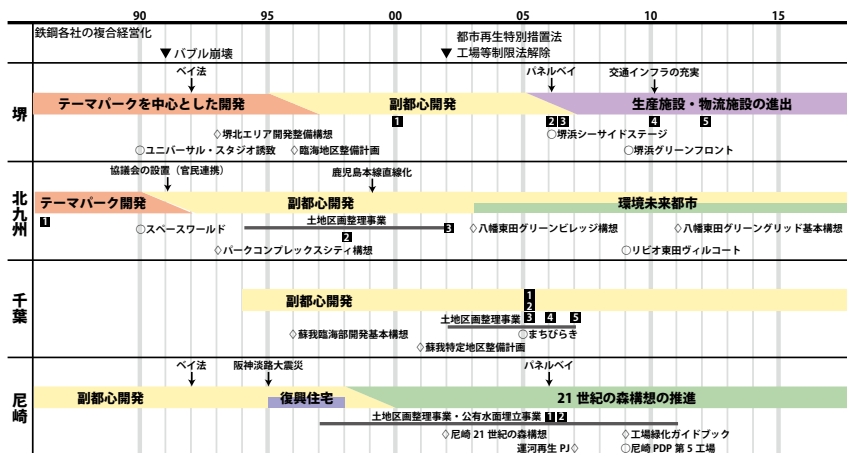 90 95 00 05 10 15
鉄鋼各社の複合経営化
都市再生特別措置法
▼バブル崩壊
▼工場等制限法解除
堺
ベイ法
パネルベイ
交通インフラの充実
テーマパークを中心とした開発
副都心開発
生産施設・物流施設の進出
1 2 3 4 5
◇堺北エリア開発整備構想
○堺浜シーサイドステージ
○ユニバーサル・スタジオ誘致
◇臨海地区整備計画
○堺浜グリーンフロント
北九州
協議会の設置（官民連携）
鹿児島本線直線化
テーマパーク開発
副都心開発
環境未来都市
1
土地区画整理事業
2 3
○スペースワールド
◇八幡東田グリーンビレッジ構想
◇八幡東田グリーングリッド基本構想
◇パークコンプレックスシティ構想
○リビオ東田ヴィルコート
千葉
副都心開発
1
2
土地区画整理事業 3 4 5
◇蘇我臨海部開発基本構想
○まちびらき
◇蘇我特定地区整備計画
尼崎
ベイ法
阪神淡路大震災
パネルベイ
副都心開発
復興住宅
21 世紀の森構想の推進
土地区画整理事業・公有水面埋立事業 1 2
◇尼崎 21 世紀の森構想
◇工場緑化ガイドブック
運河再生 PJ◇
○尼崎 PDP 第 5 工場